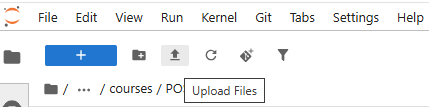 File Edit View Run Kernel Git Tabs Settings Help
/ ··· / courses / PO
Upload Files